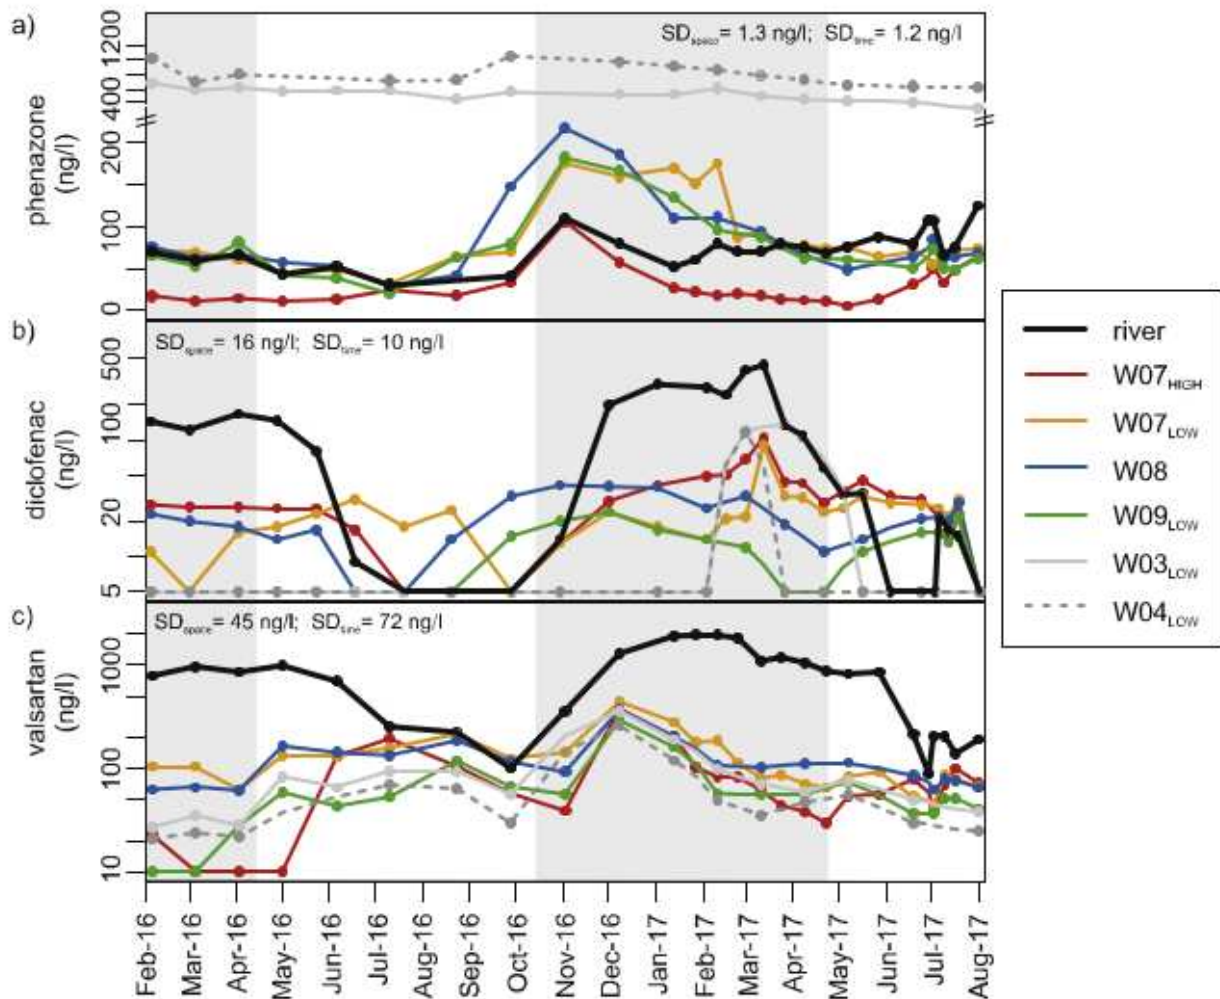 a)
SD_space = 1.3 ng/l; SD_time = 1.2 ng/l
phenazone
(ng/l)
1200
400
200
100
0
b)
SD_space = 16 ng/l; SD_time = 10 ng/l
diclofenac
(ng/l)
500
100
20
5
c)
SD_space = 45 ng/l; SD_time = 72 ng/l
valsartan
(ng/l)
1000
100
10
Feb-16
Mar-16
Apr-16
May-16
Jun-16
Jul-16
Aug-16
Sep-16
Oct-16
Nov-16
Dec-16
Jan-17
Feb-17
Mar-17
Apr-17
May-17
Jun-17
Jul-17
Aug-17
river
W07HIGH
W07LOW
W08
W09LOW
W03LOW
W04LOW